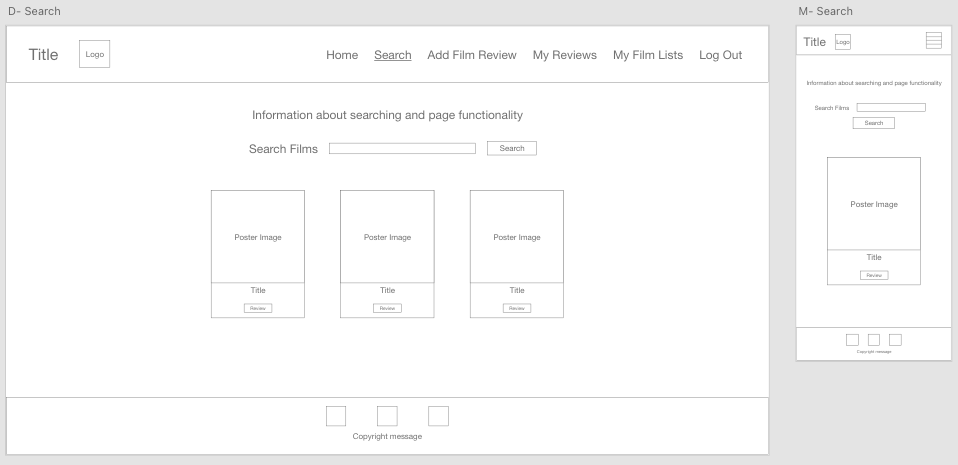 D- Search
Title Logo Home Search Add Film Review My Reviews My Film Lists Log Out
Information about searching and page functionality
Search Films Search
Poster Image Poster Image Poster Image
Title Title Title
Review Review Review
Copyright message
M- Search
Title Logo
Information about searching and page functionality
Search Films
Search
Poster Image
Title
Review
Copyright message